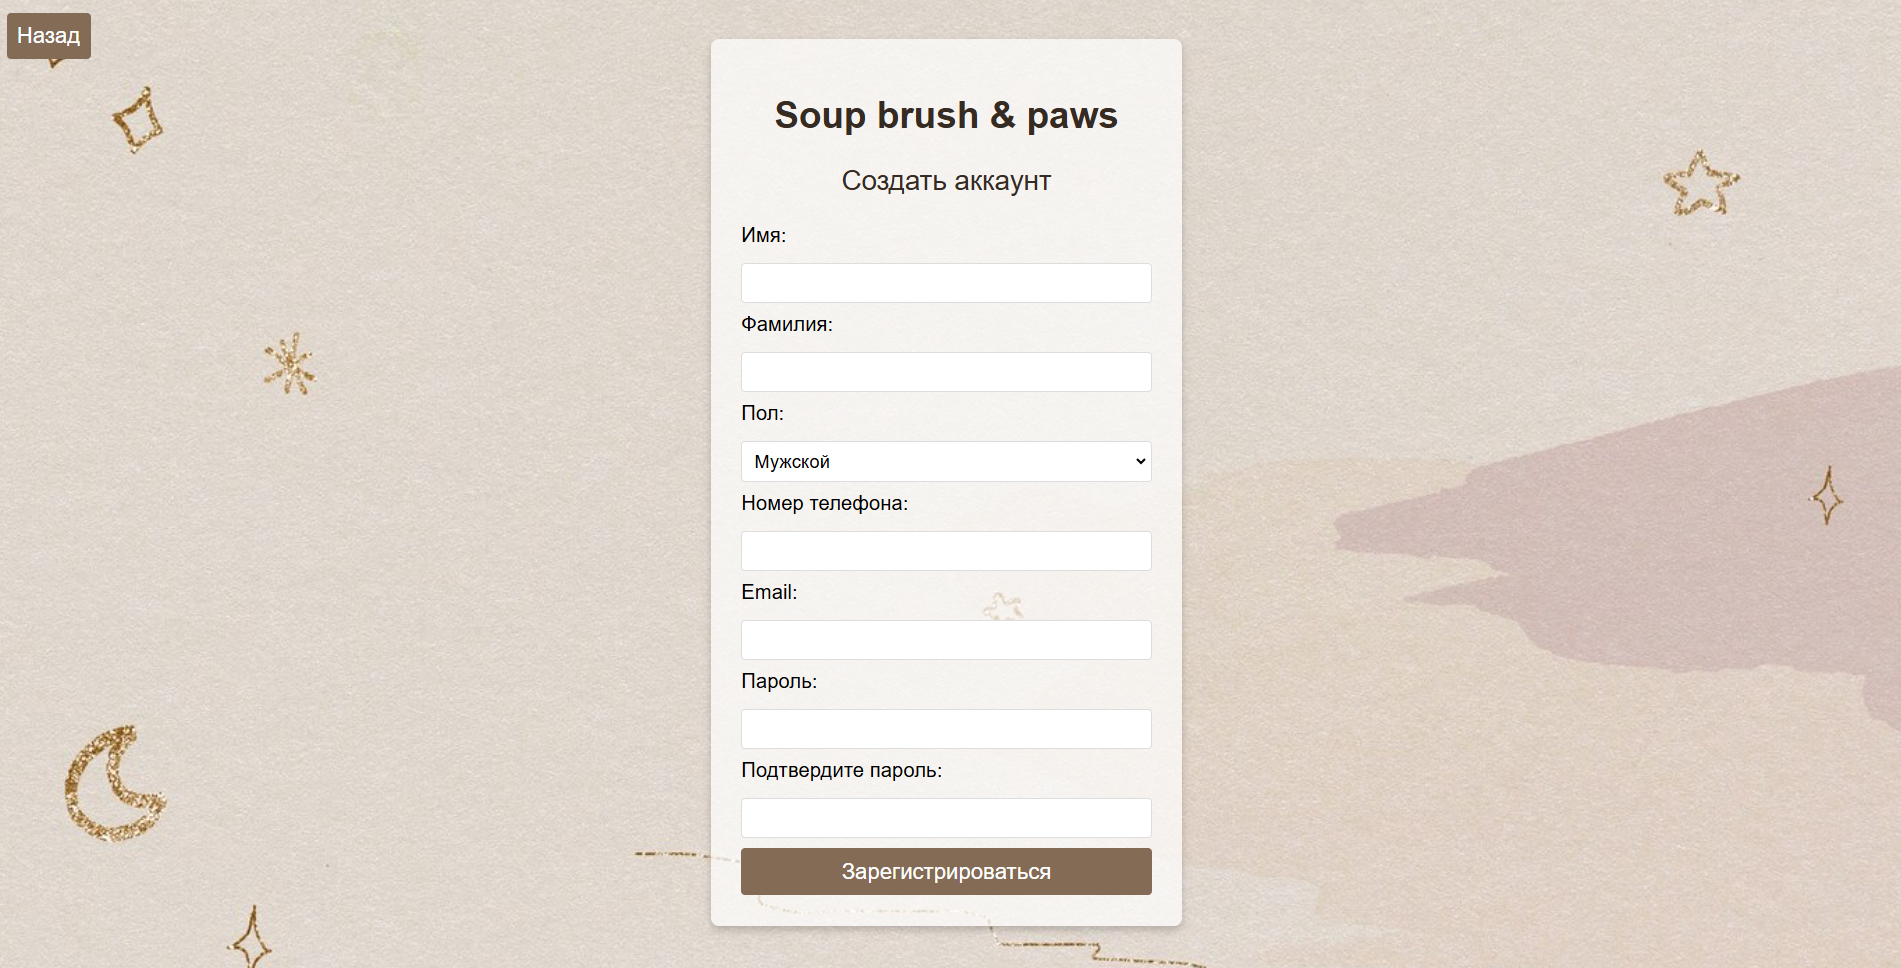 Назад
Soup brush & paws
Создать аккаунт
Имя:
Фамилия:
Пол:
Мужской
Номер телефона:
Email:
Пароль:
Подтвердите пароль:
Зарегистрироваться